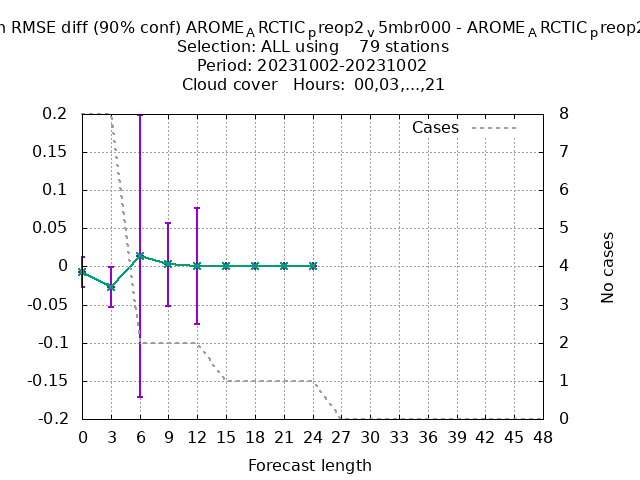 n RMSE diff (90% conf) AROME_ARCTIC_preop2_v5mbr000 - AROME_ARCTIC_preop2
Selection: ALL using 79 stations
Period: 20231002-20231002
Cloud cover Hours: 00,03,...,21
Cases
0.2
0.15
0.1
0.05
0
-0.05
-0.1
-0.15
-0.2
8
7
6
5
4
3
2
1
0
No cases
0 3 6 9 12 15 18 21 24 27 30 33 36 39 42 45 48
Forecast length